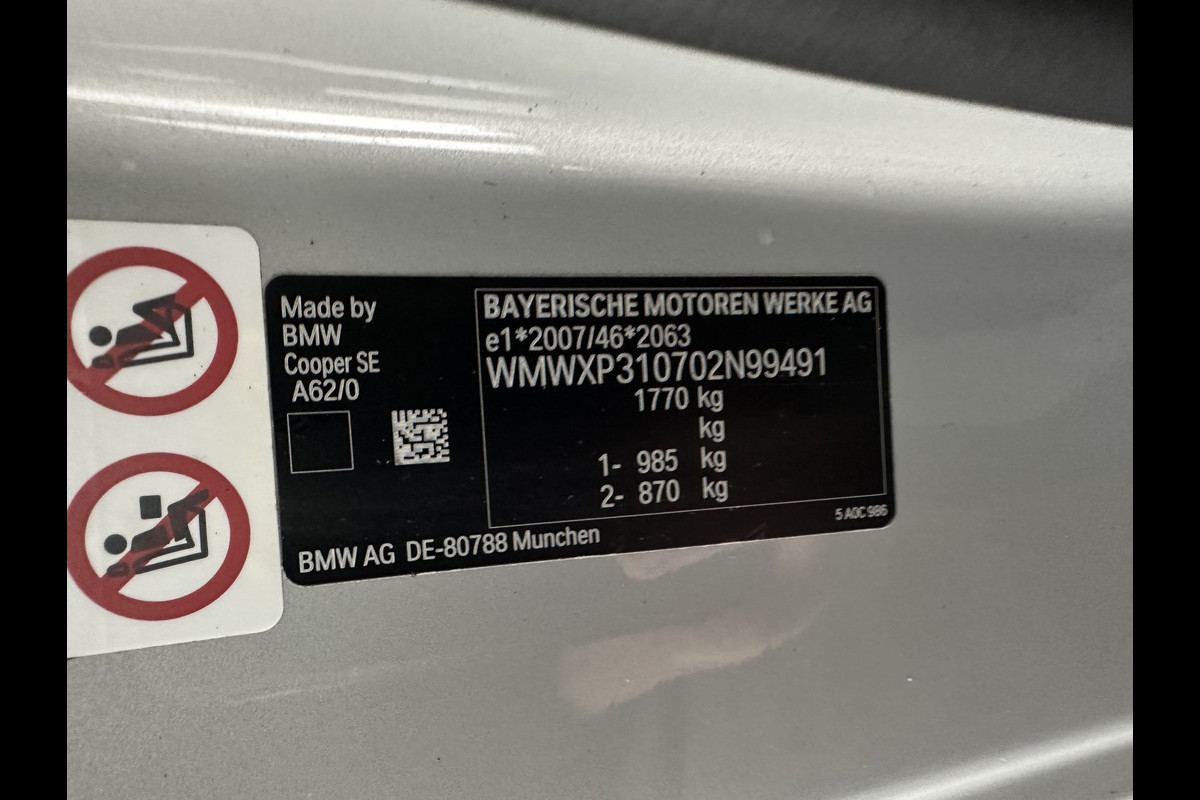 Made by
BMW
Cooper SE
A62/0
BAYERISCHE MOTOREN WERKE AG
e1*2007/46*2063
WMWXP310702N99491
1770 kg
kg
1- 985 kg
2- 870 kg
5 A0C 986
BMW AG DE-80788 Munchen